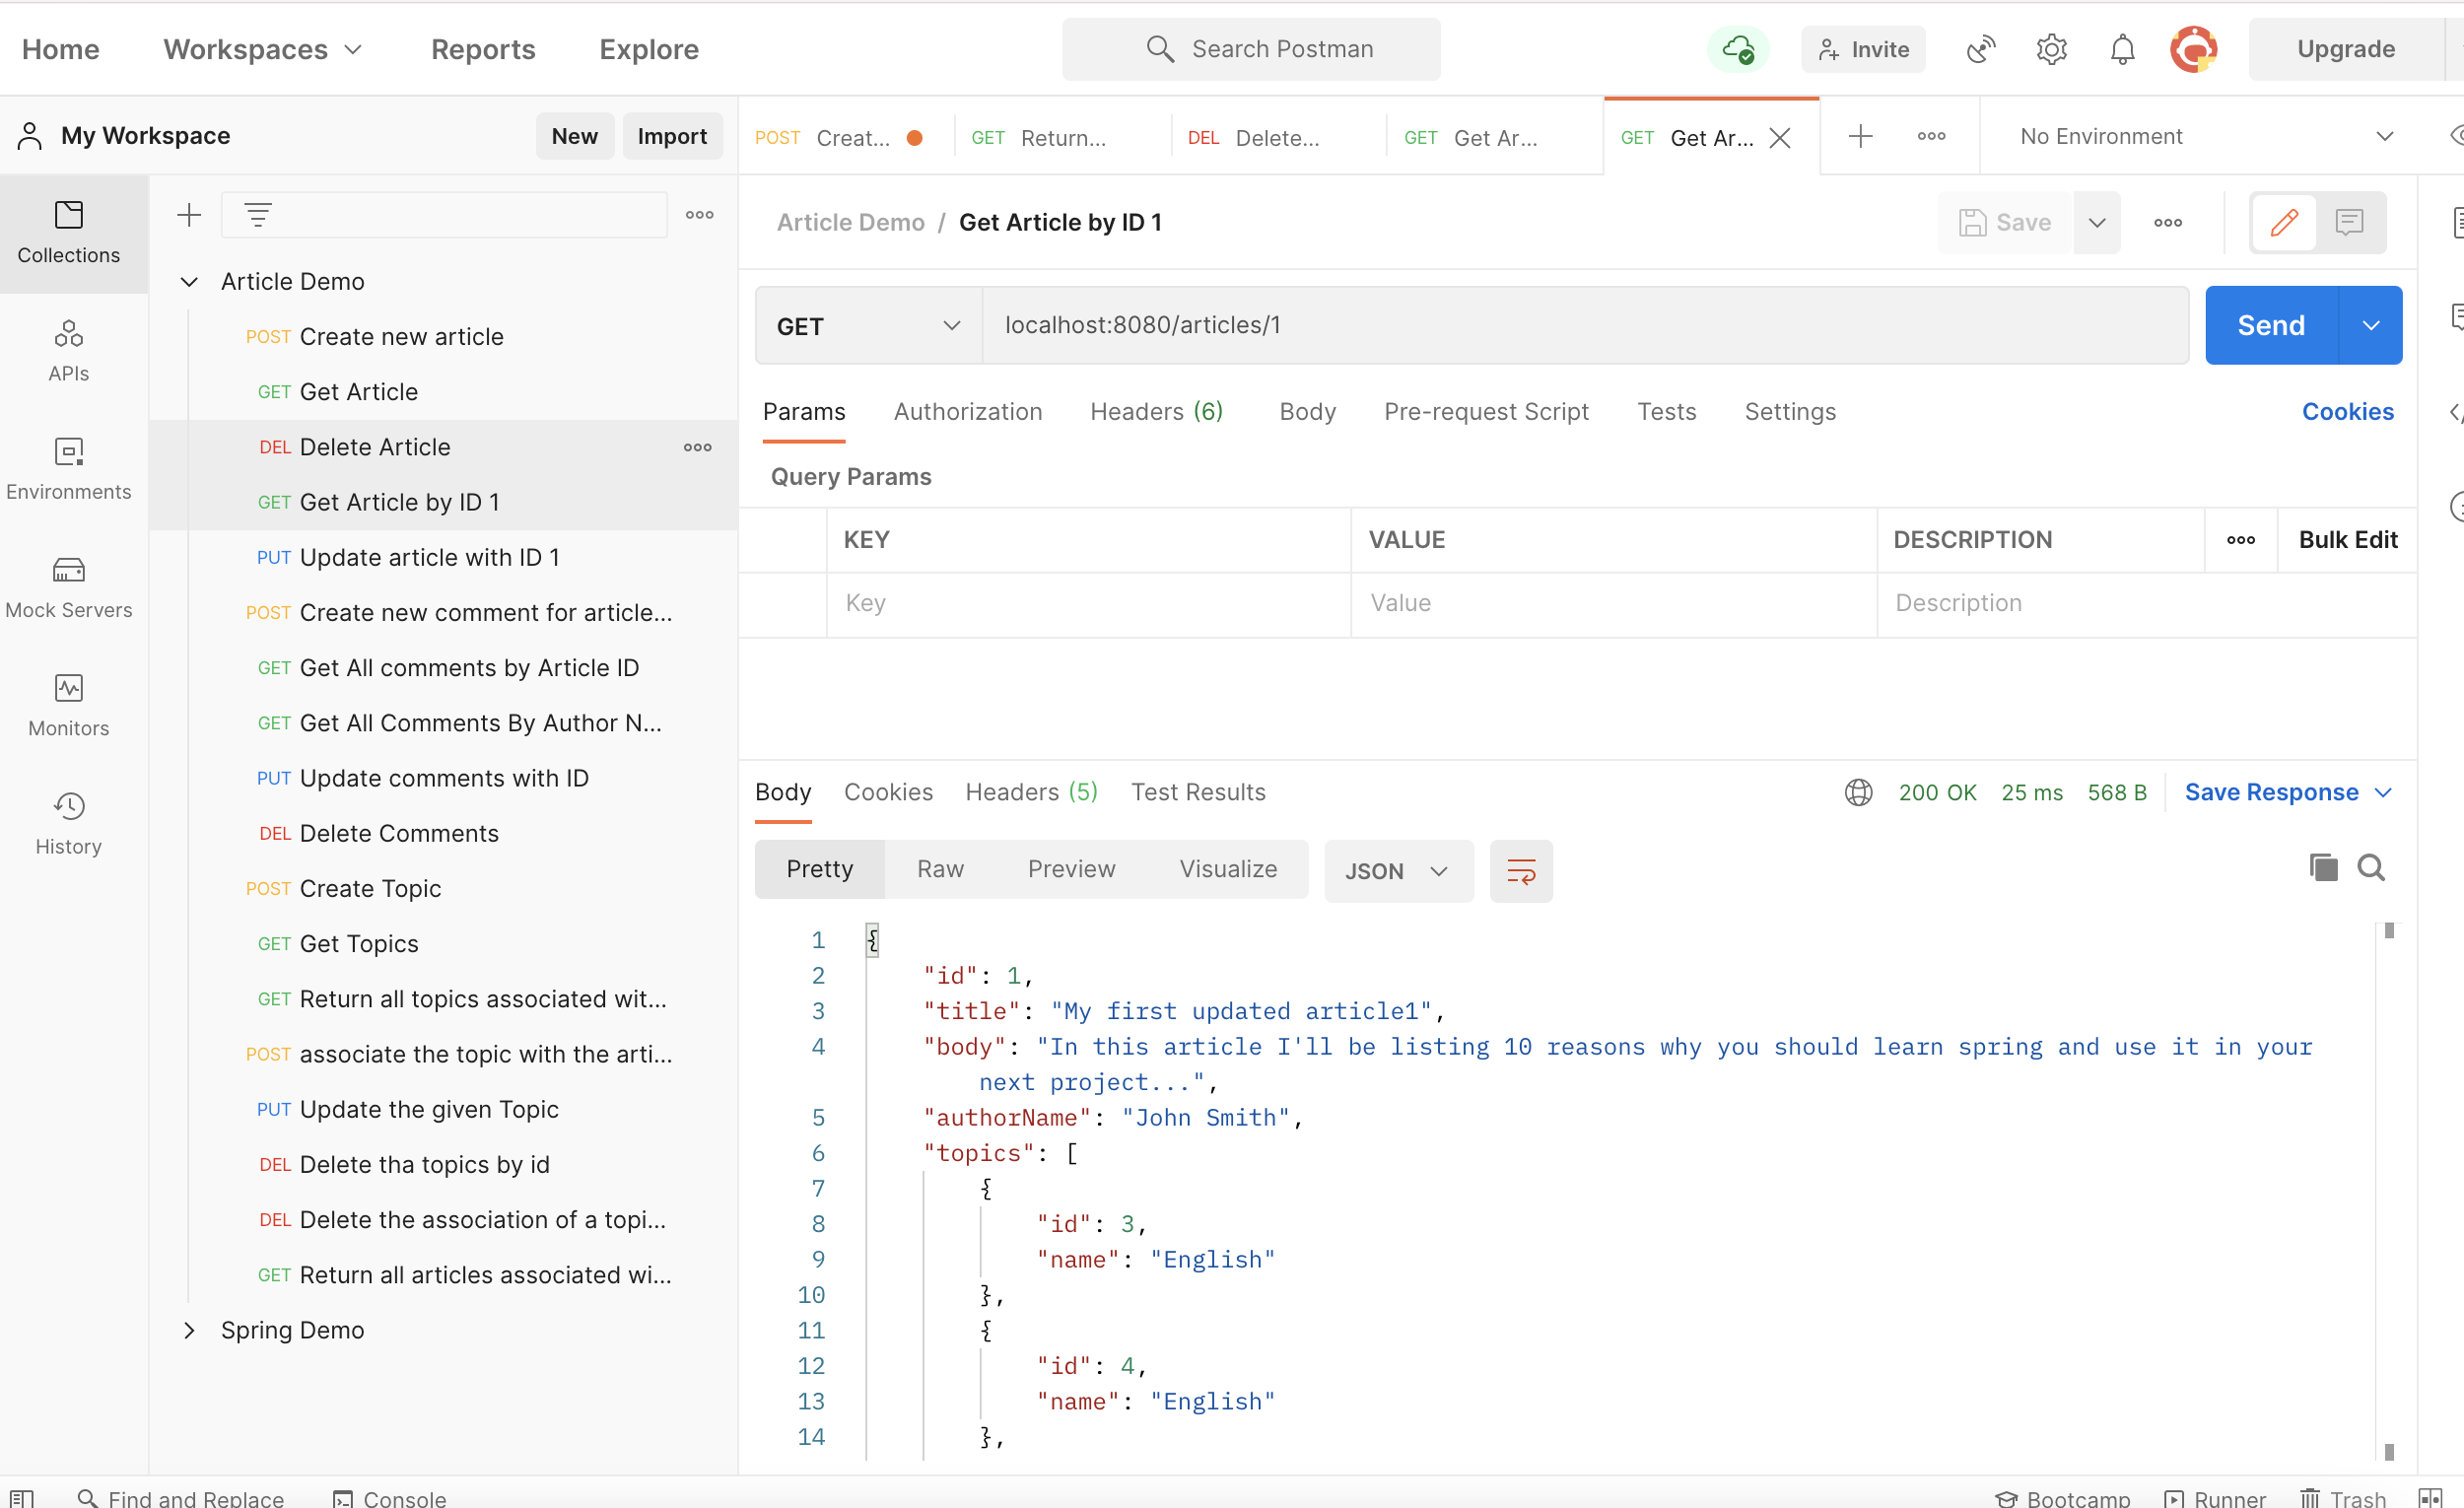 Home Workspaces Reports Explore Search Postman Invite Upgrade
My Workspace New Import
POST Creat... GET Return... DEL Delete... GET Get Ar... GET Get Ar... No Environment
Collections
APIs
Environments
Mock Servers
Monitors
History
Article Demo
POST Create new article
GET Get Article
DEL Delete Article
GET Get Article by ID 1
PUT Update article with ID 1
POST Create new comment for article...
GET Get All comments by Article ID
GET Get All Comments By Author N...
PUT Update comments with ID
DEL Delete Comments
POST Create Topic
GET Get Topics
GET Return all topics associated wit...
POST associate the topic with the arti...
PUT Update the given Topic
DEL Delete tha topics by id
DEL Delete the association of a topi...
GET Return all articles associated wi...
Spring Demo
Article Demo / Get Article by ID 1 Save
GET localhost:8080/articles/1 Send
Params Authorization Headers (6) Body Pre-request Script Tests Settings Cookies
Query Params
KEY VALUE DESCRIPTION Bulk Edit
Key Value Description
Body Cookies Headers (5) Test Results 200 OK 25 ms 568 B Save Response
Pretty Raw Preview Visualize JSON
1 {
2 "id": 1,
3 "title": "My first updated article1",
4 "body": "In this article I'll be listing 10 reasons why you should learn spring and use it in your
next project...",
5 "authorName": "John Smith",
6 "topics": [
7 {
8 "id": 3,
9 "name": "English"
10 },
11 {
12 "id": 4,
13 "name": "English"
14 },
Find and Replace Console Bootcamp Runner Trash